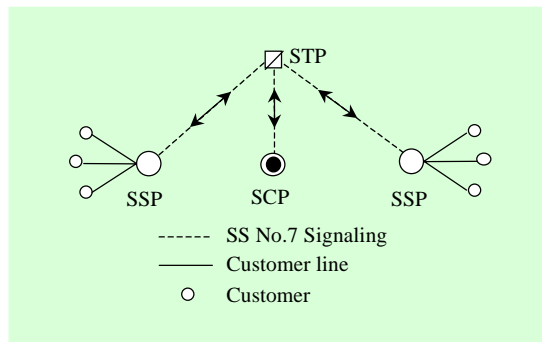 STP
SSP
SCP
SSP
SS No.7 Signaling
Customer line
Customer